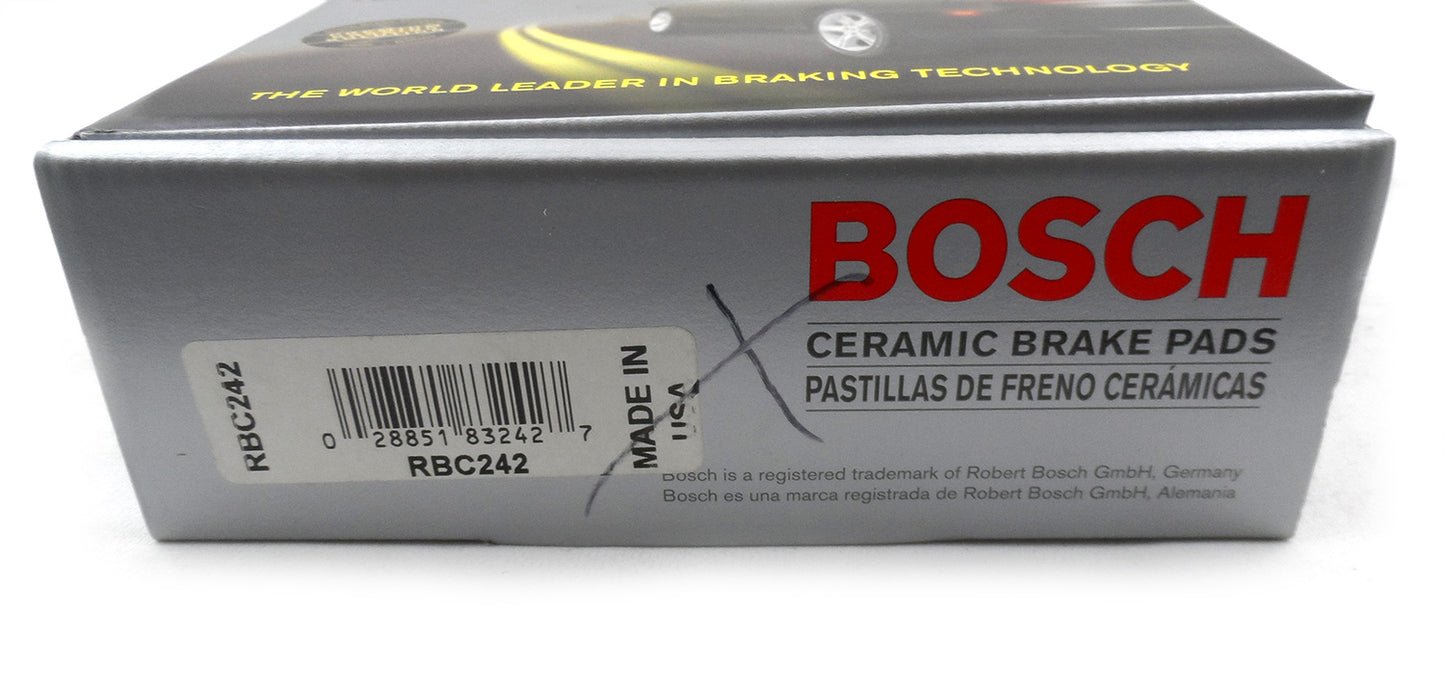 THE WORLD LEADER IN BRAKING TECHNOLOGY
BOSCH
CERAMIC BRAKE PADS
PASTILLAS DE FRENO CERÁMICAS
Bosch is a registered trademark of Robert Bosch GmbH, Germany
Bosch es una marca registrada de Robert Bosch GmbH, Alemania
RBC242
0 28851 83242 7
RBC242
MADE IN
USA